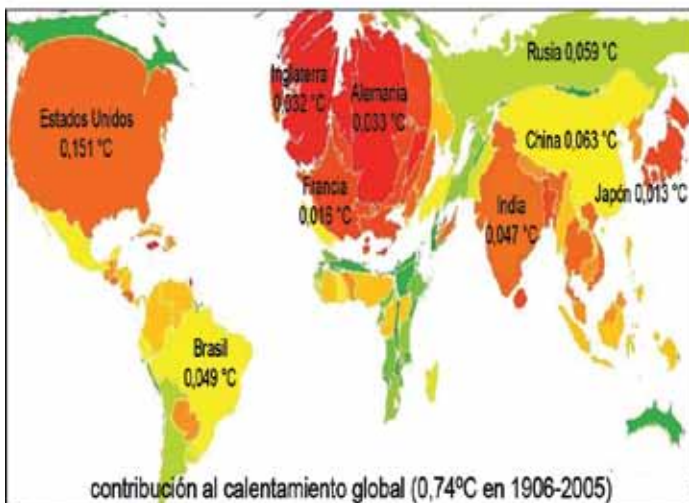 Rusia 0,059 °C
Inglaterra
0,032 °C
Alemania
0,033 °C
Estados Unidos
0,151 °C
China 0,063 °C
Francia
0,016 °C
Japón 0,013 °C
India
0,047 °C
Brasil
0,049 °C
contribución al calentamiento global (0,74ºC en 1906-2005)